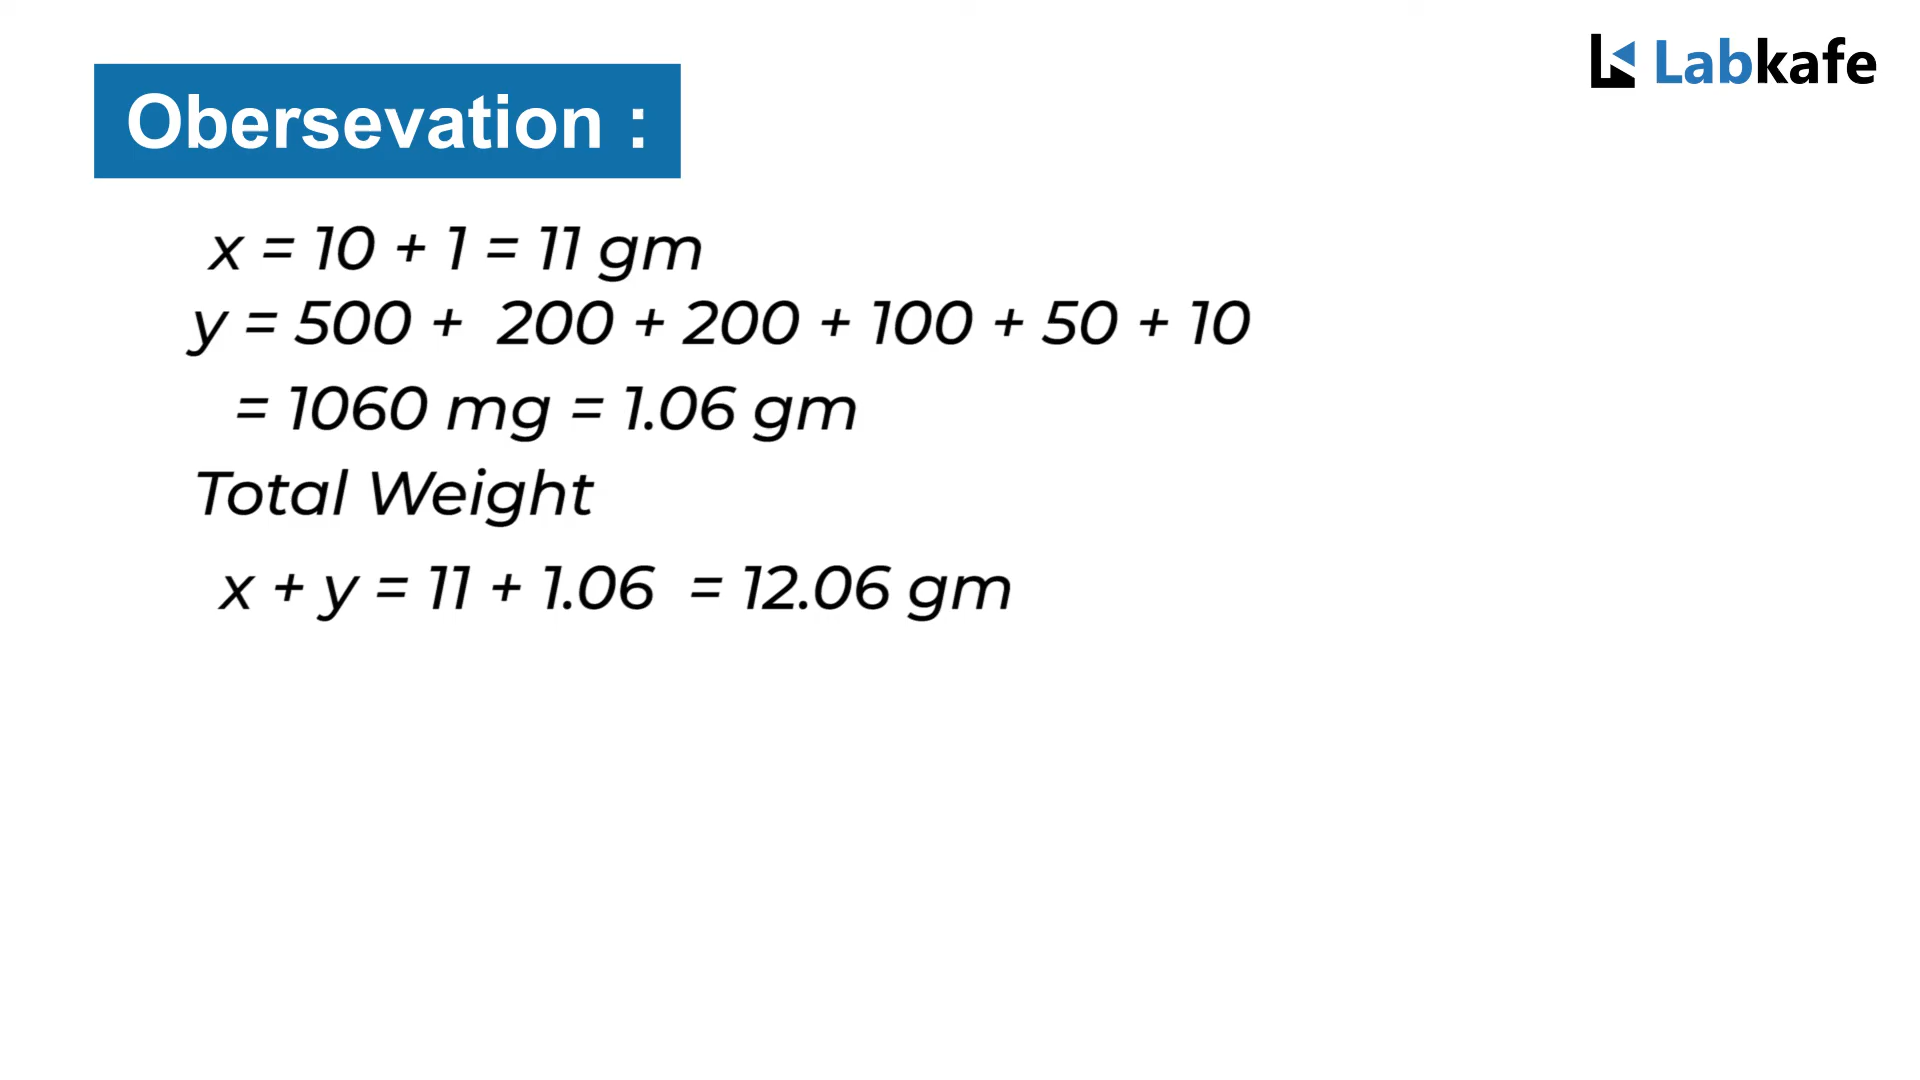 Labkafe
Obersevation :
x = 10 + 1 = 11 gm
y = 500 + 200 + 200 + 100 + 50 + 10
= 1060 mg = 1.06 gm
Total Weight
x + y = 11 + 1.06 = 12.06 gm